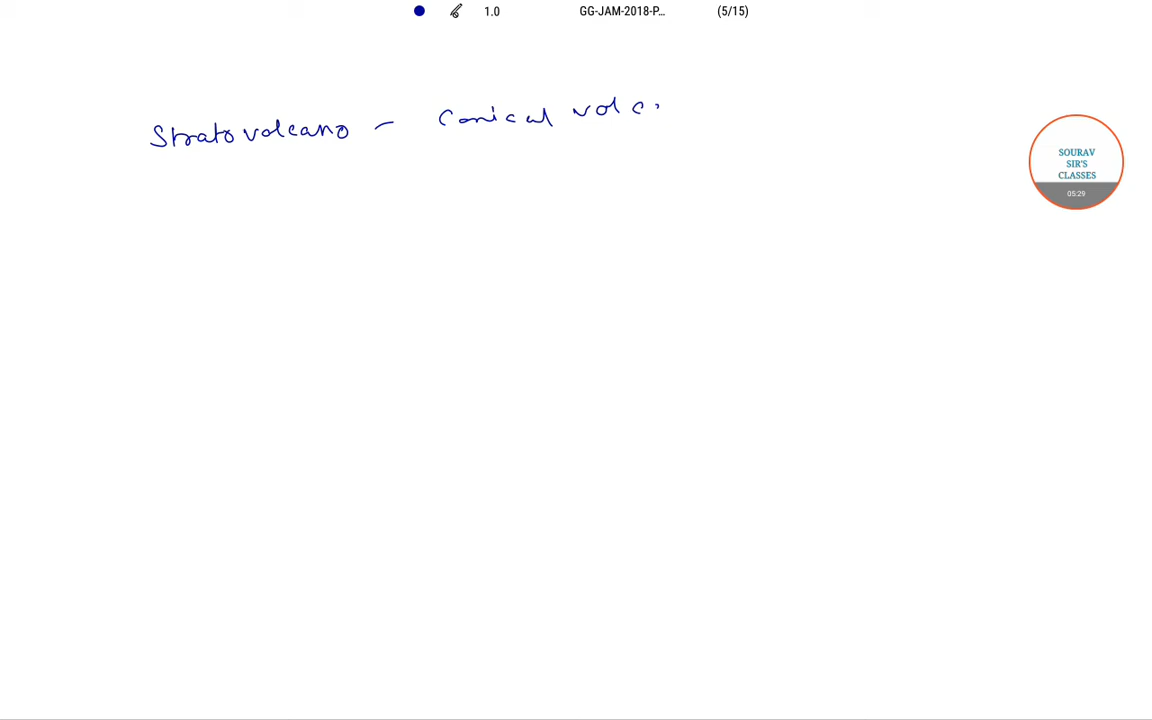 1.0 GG-JAM-2018-P... (5/15)
Stratovolcano - Conical volc
SOURAV
SIR'S
CLASSES
05:29